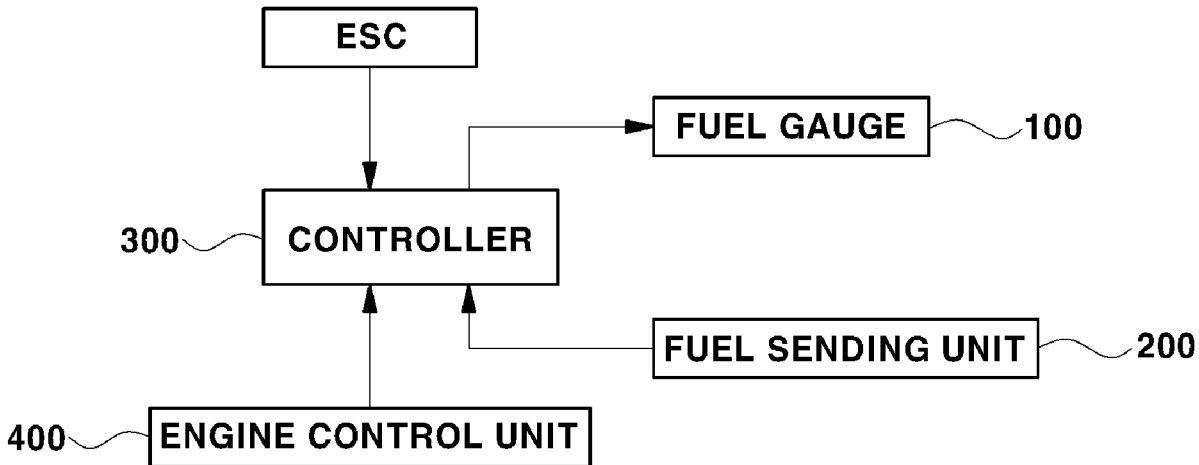 ESC
FUEL GAUGE
100
300
CONTROLLER
FUEL SENDING UNIT
200
400
ENGINE CONTROL UNIT